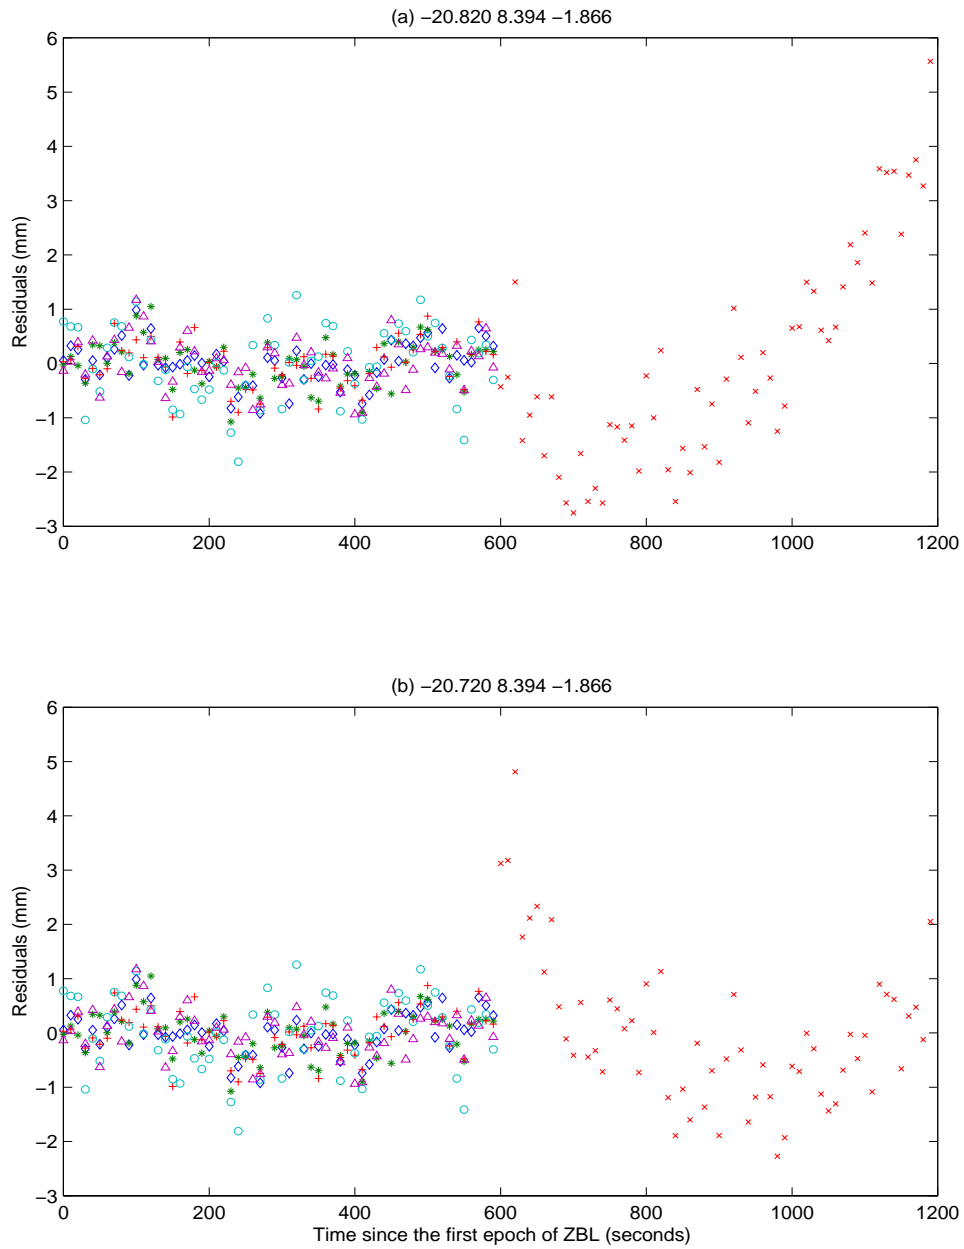 (a) −20.820 8.394 −1.866
6
5
4
3
2
1
0
−1
−2
−3
Residuals (mm)
0 200 400 600 800 1000 1200
(b) −20.720 8.394 −1.866
6
5
4
3
2
1
0
−1
−2
−3
Residuals (mm)
0 200 400 600 800 1000 1200
Time since the first epoch of ZBL (seconds)